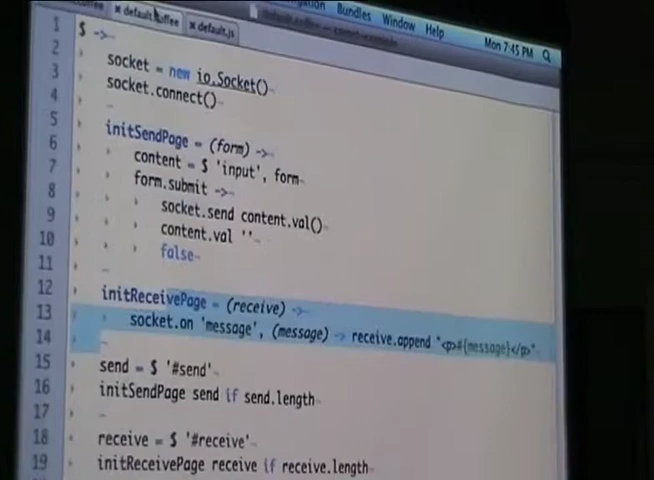 Bundles Window Help
Mon 7:45 PM
default.coffee
default.js
1 $ ->
2
3 socket = new io.Socket()
4 socket.connect()
5
6 initSendPage = (form) ->
7 content = $ 'input', form
8 form.submit ->
9 socket.send content.val()
10 content.val ''
11 false
12
13 initReceivePage = (receive) ->
14 socket.on 'message', (message) -> receive.append "<p>#{message}</p>"
15
16 send = $ '#send'
17 initSendPage send if send.length
18
19 receive = $ '#receive'
initReceivePage receive if receive.length